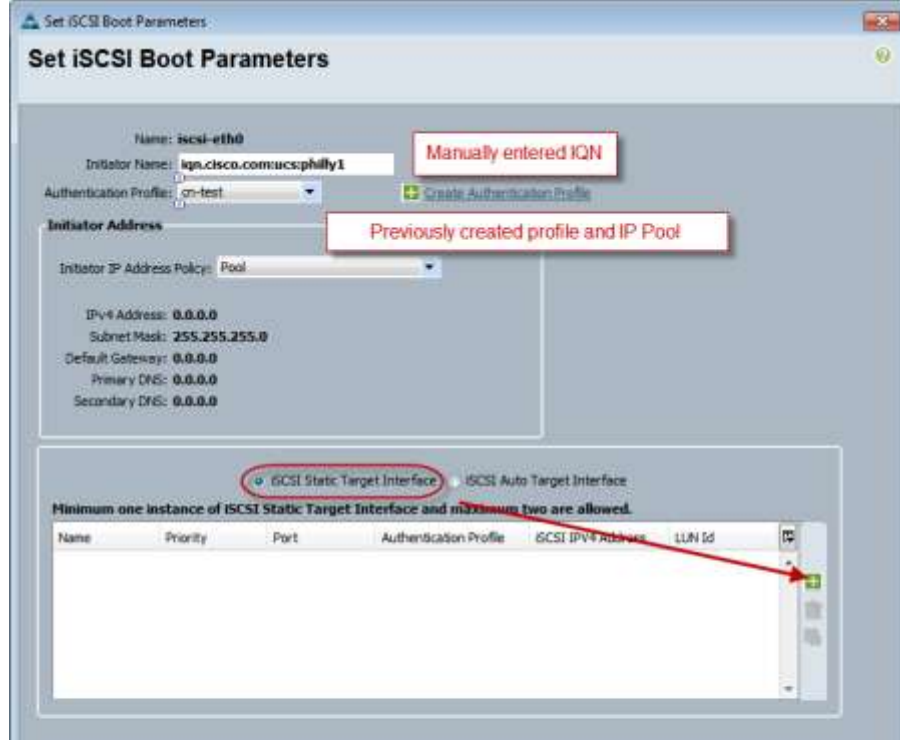 Set iSCSI Boot Parameters
Set iSCSI Boot Parameters
Name: iscsi-eth0
Initiator Name: iqn.cisco.com:ucs:philly1
Manually entered IQN
Authentication Profile: cn-test
Create Authentication Profile
Initiator Address
Previously created profile and IP Pool
Initiator IP Address Policy: Pool
IPv4 Address: 0.0.0.0
Subnet Mask: 255.255.255.0
Default Gateway: 0.0.0.0
Primary DNS: 0.0.0.0
Secondary DNS: 0.0.0.0
iSCSI Static Target Interface iSCSI Auto Target Interface
Minimum one instance of iSCSI Static Target Interface and maximum two are allowed.
Name Priority Port Authentication Profile iSCSI IPV4 Address LUN Id